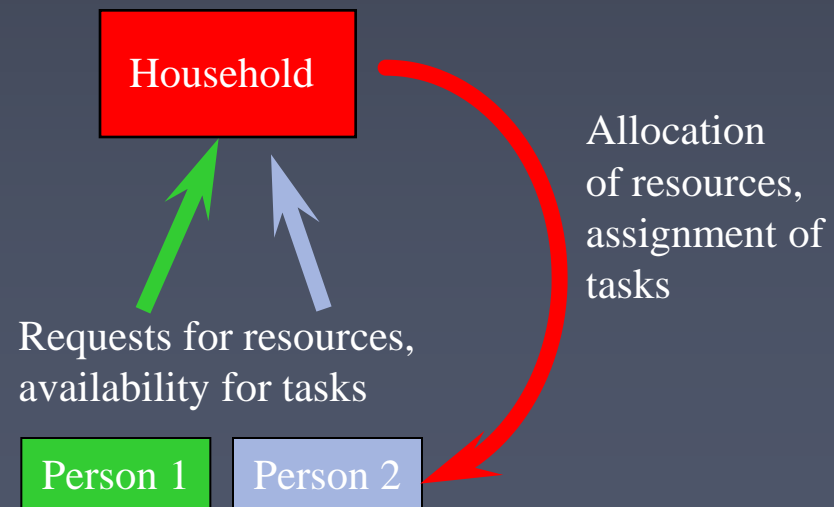 Household
Allocation
of resources,
assignment of
tasks
Requests for resources,
availability for tasks
Person 1
Person 2